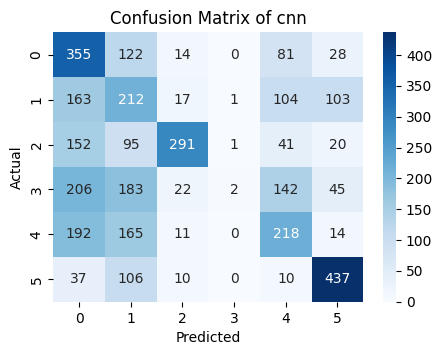 Confusion Matrix of cnn
0 355 122 14 0 81 28
1 163 212 17 1 104 103
2 152 95 291 1 41 20
3 206 183 22 2 142 45
4 192 165 11 0 218 14
5 37 106 10 0 10 437
0 1 2 3 4 5
Predicted
Actual
400
350
300
250
200
150
100
50
0